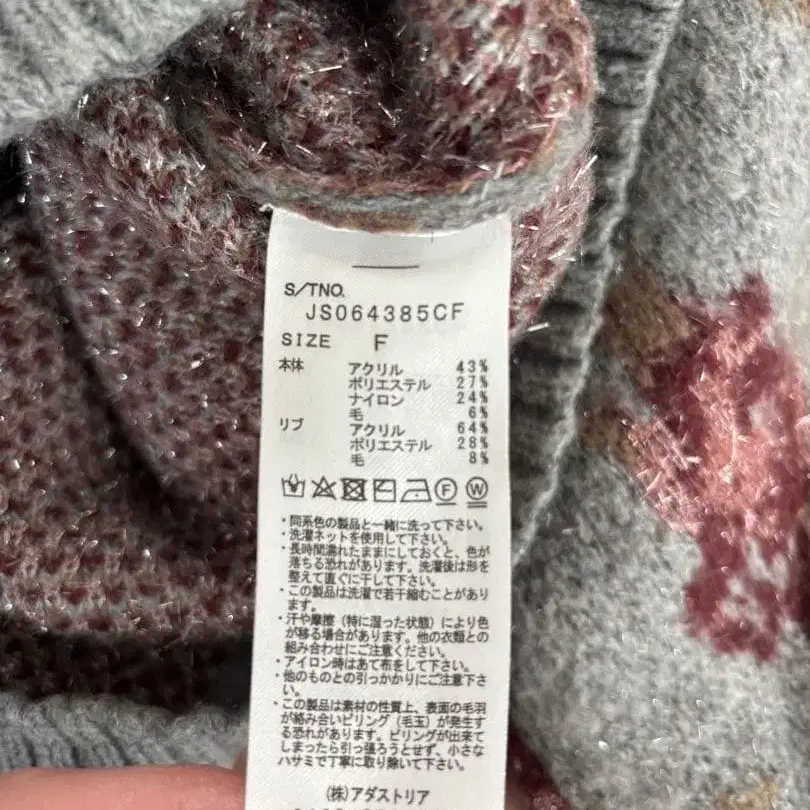 S/TNO.
JS064385CF
SIZE F
本体 アクリル 43%
ポリエステル 27%
ナイロン 24%
毛 6%
リブ アクリル 64%
ポリエステル 28%
毛 8%
F W
・同系色の製品と一緒に洗って下さい。
・洗濯ネットを使用して下さい。
・長時間濡れたままにしておくと、色が
落ちる恐れがあります。洗濯後は形を
整えて直ぐに干して下さい。
・この製品は洗濯で若干縮むことがあり
ます。
・汗や摩擦（特に湿った状態）により色
が移る場合があります。他の衣類との
組み合わせにご注意ください。
・アイロン時はあて布をして下さい。
・他のものとの引っかかりにご注意下さ
い。
・この製品は素材の性質上、表面の毛羽
が絡み合いピリング（毛玉）が発生す
る恐れがあります。ピリングが出来て
しまったら引っ張ろうとせず、小さな
ハサミで丁寧に取り除いて下さい。
（株）アダストリア